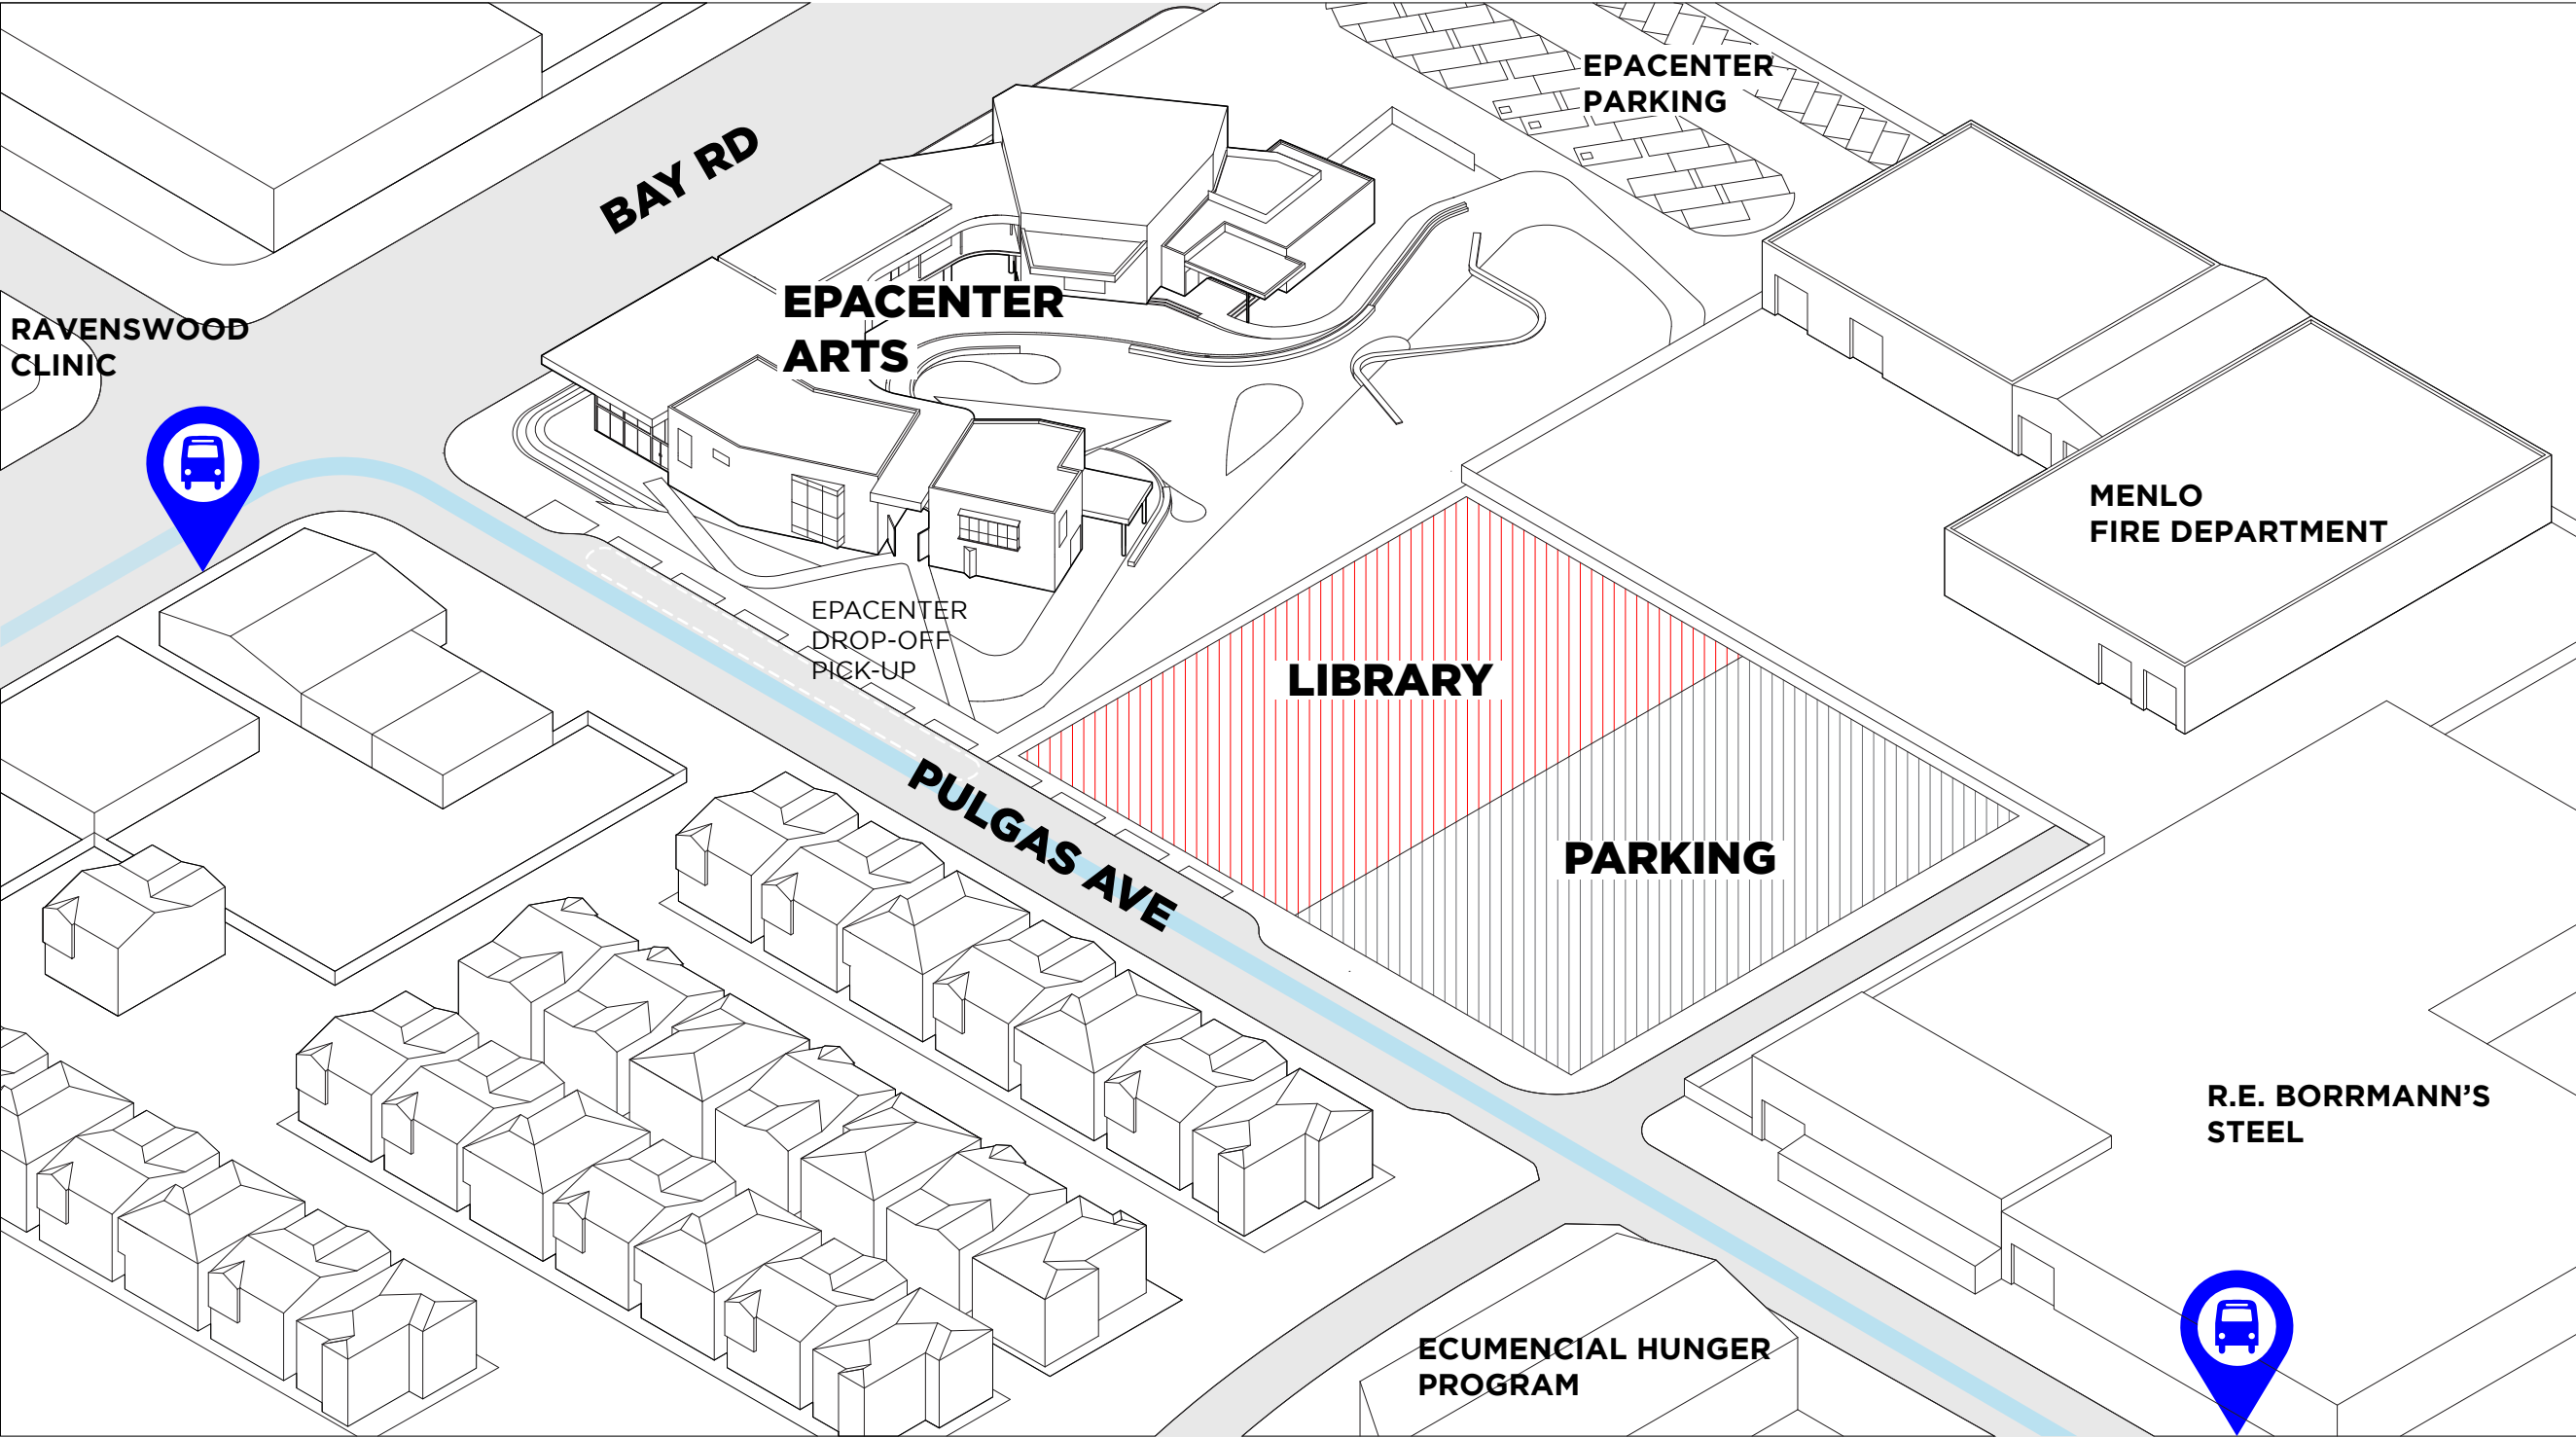 EPACENTER
PARKING
BAY RD
EPACENTER
ARTS
RAVENSWOOD
CLINIC
MENLO
FIRE DEPARTMENT
EPACENTER
DROP-OFF
PICK-UP
LIBRARY
PULGAS AVE
PARKING
R.E. BORRMANN’S
STEEL
ECUMENCIAL HUNGER
PROGRAM